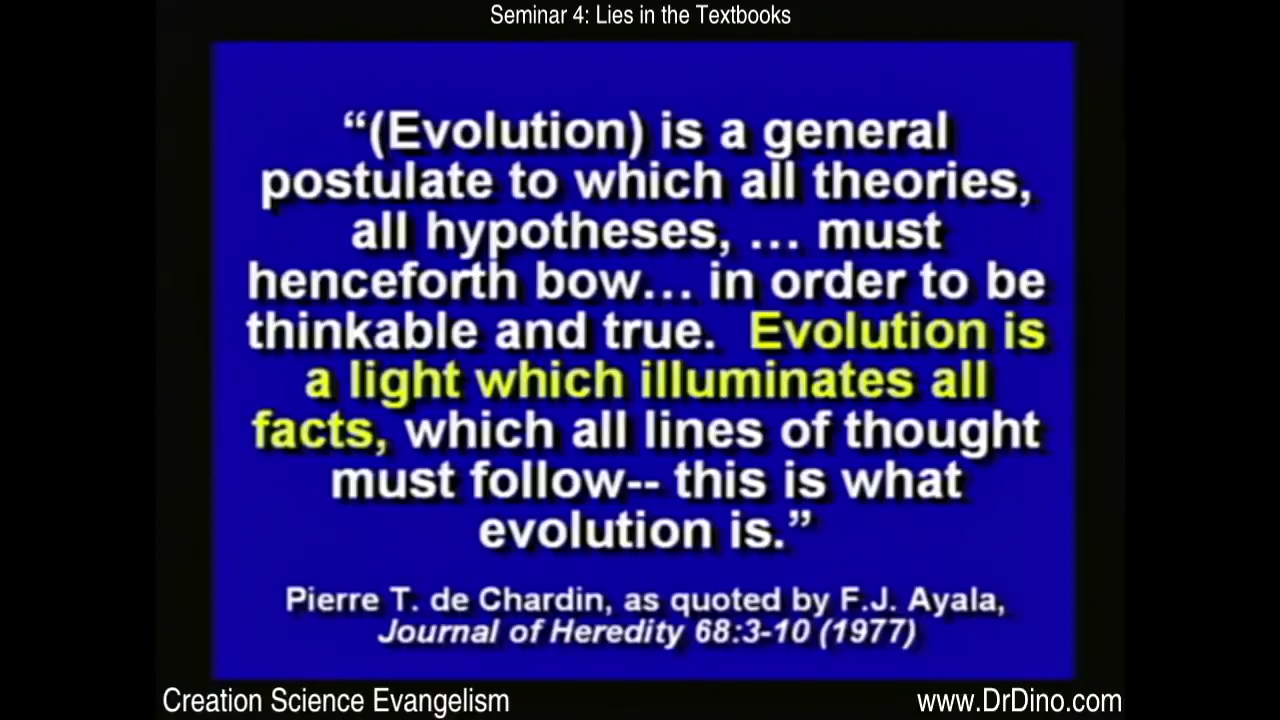 Seminar 4: Lies in the Textbooks
“(Evolution) is a general
postulate to which all theories,
all hypotheses, … must
henceforth bow… in order to be
thinkable and true. Evolution is
a light which illuminates all
facts, which all lines of thought
must follow-- this is what
evolution is.”
Pierre T. de Chardin, as quoted by F.J. Ayala,
Journal of Heredity 68:3-10 (1977)
Creation Science Evangelism
www.DrDino.com